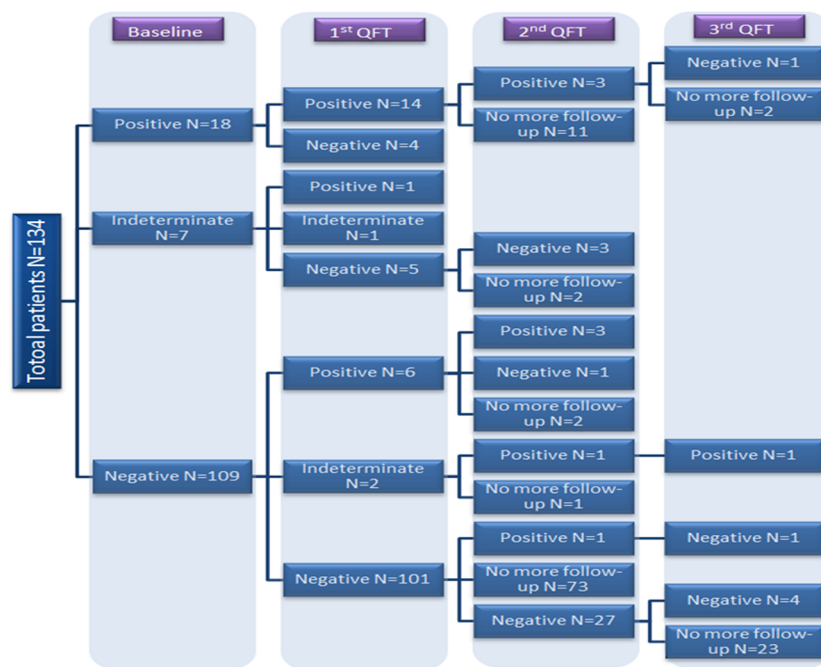 Baseline
1st QFT
2nd QFT
3rd QFT
Totoal patients N=134
Positive N=18
Positive N=14
Positive N=3
Negative N=1
No more follow-
up N=2
No more follow-
up N=11
Negative N=4
Indeterminate
N=7
Positive N=1
Indeterminate
N=1
Negative N=5
Negative N=3
No more follow-
up N=2
Negative N=109
Positive N=6
Positive N=3
Negative N=1
No more follow-
up N=2
Indeterminate
N=2
Positive N=1
Positive N=1
No more follow-
up N=1
Negative N=101
Positive N=1
Negative N=1
No more follow-
up N=73
Negative N=27
Negative N=4
No more follow-
up N=23